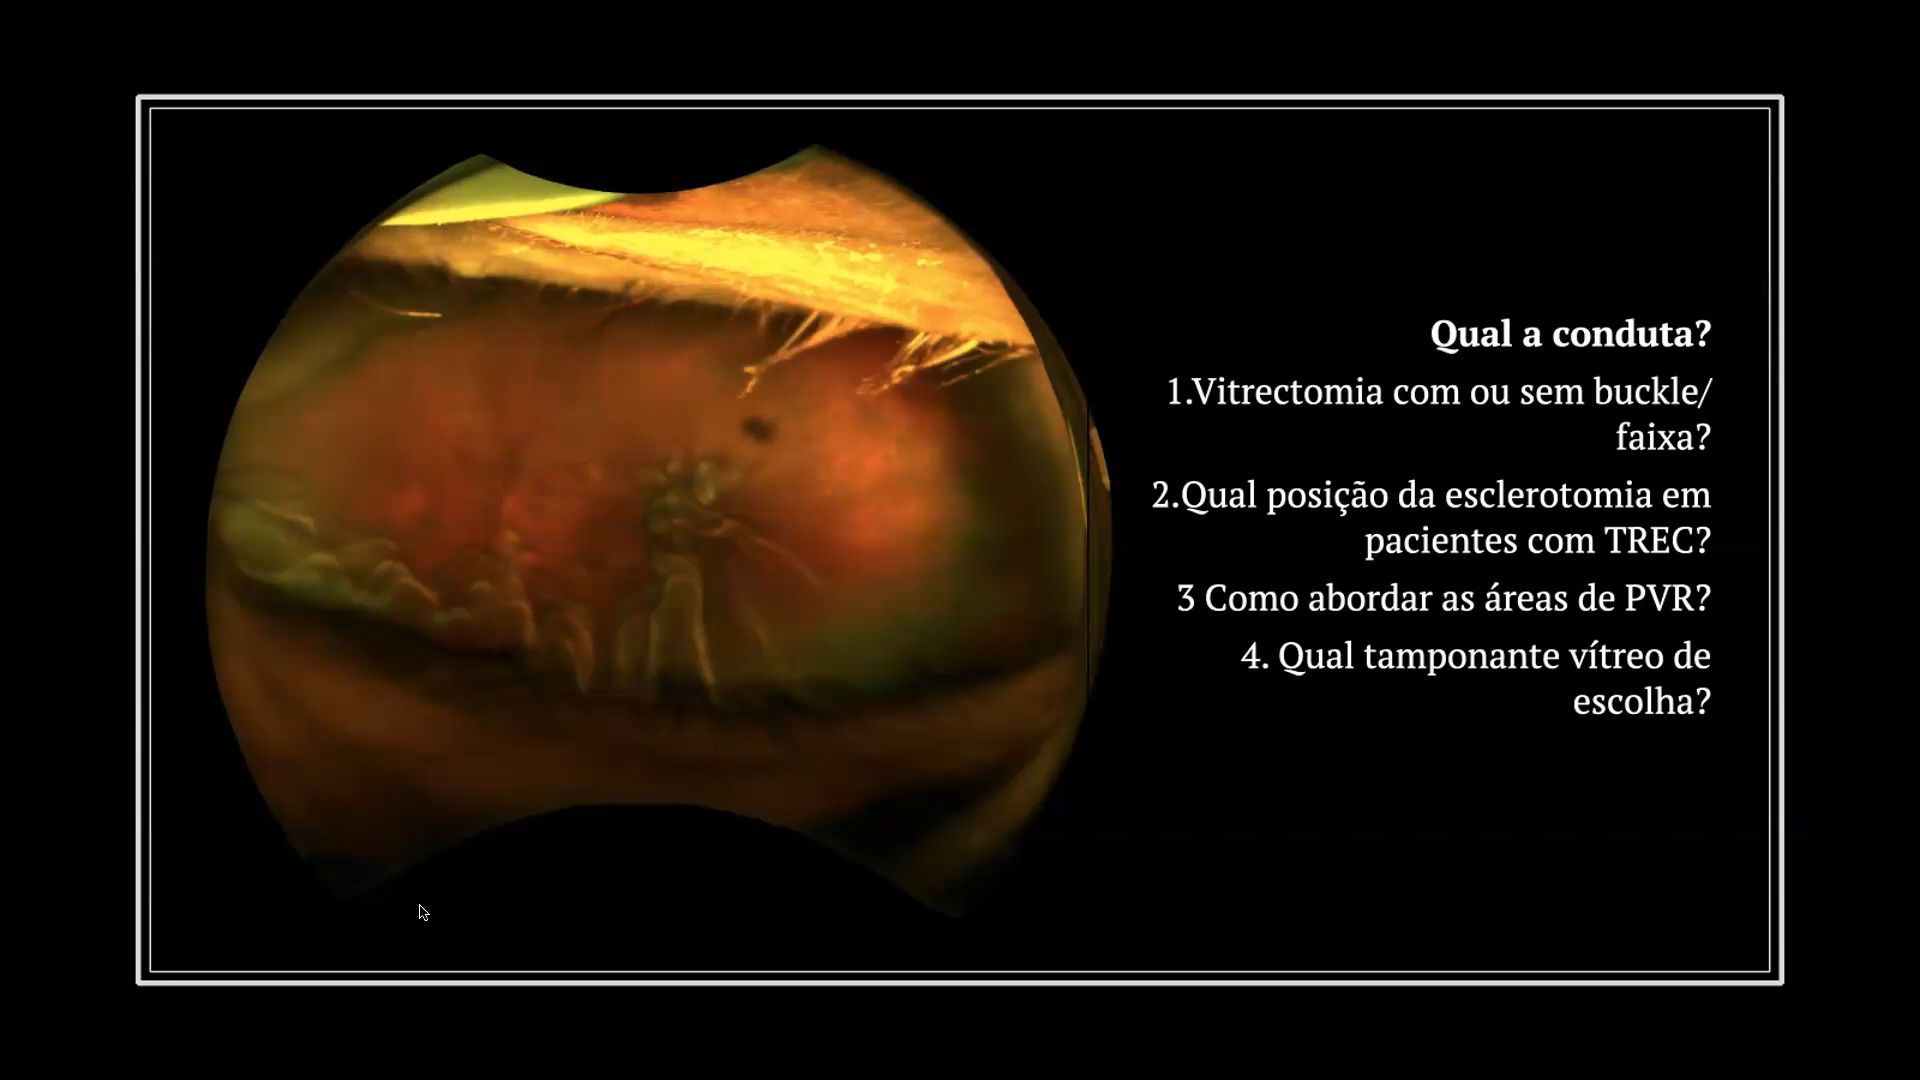 Qual a conduta?
1.Vitrectomia com ou sem buckle/
faixa?
2.Qual posição da esclerotomia em
pacientes com TREC?
3 Como abordar as áreas de PVR?
4. Qual tamponante vítreo de
escolha?